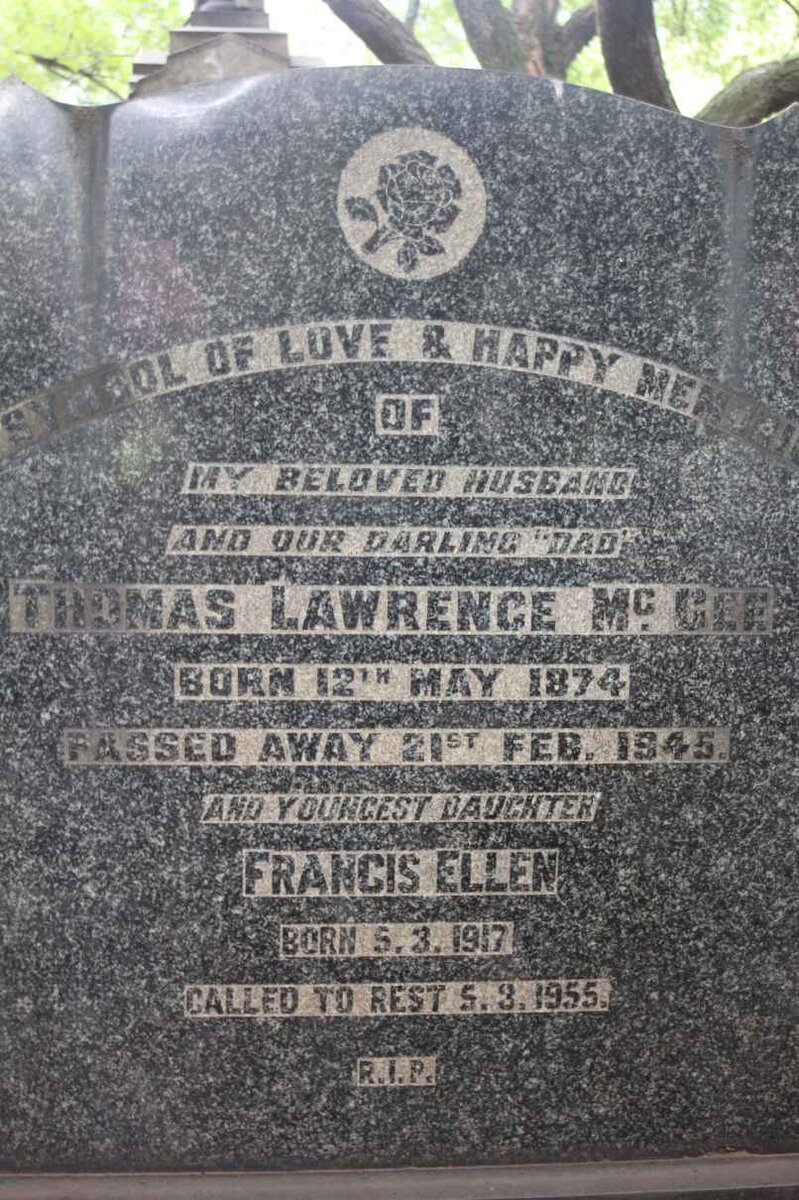 SYMBOL OF LOVE & HAPPY MEMORI
OF
MY BELOVED HUSBAND
AND OUR DARLING "DAD"
THOMAS LAWRENCE Mc GEE
BORN 12TH MAY 1874
PASSED AWAY 21ST FEB. 1945.
AND YOUNGEST DAUGHTER
FRANCIS ELLEN
BORN 5.3.1917
CALLED TO REST 5.3.1955.
R.I.P.